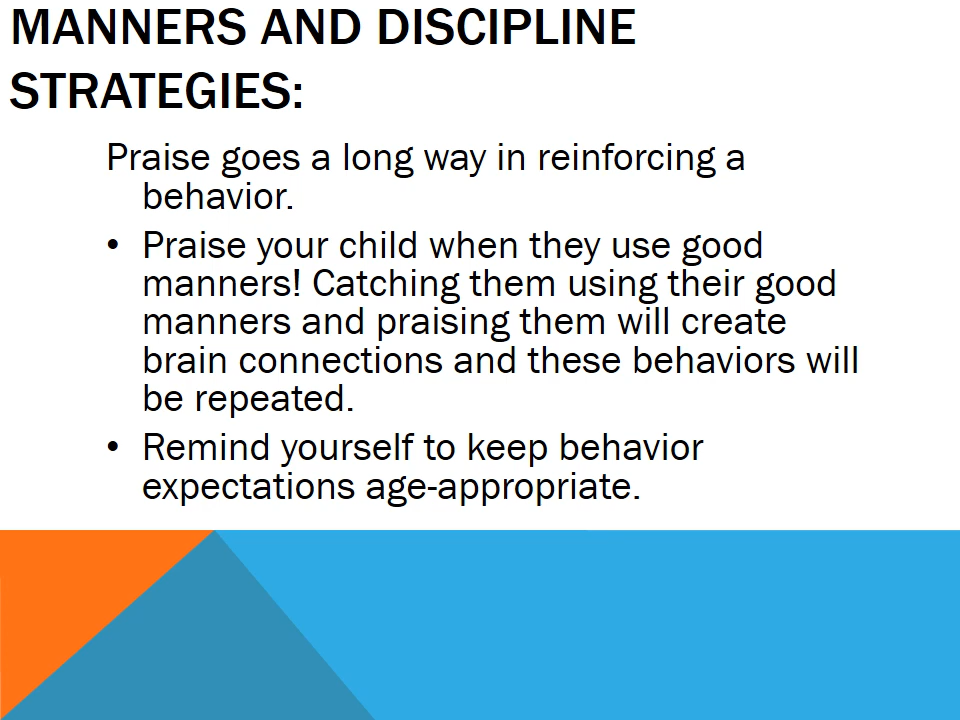 MANNERS AND DISCIPLINE
STRATEGIES:
Praise goes a long way in reinforcing a
behavior.
• Praise your child when they use good
manners! Catching them using their good
manners and praising them will create
brain connections and these behaviors will
be repeated.
• Remind yourself to keep behavior
expectations age-appropriate.